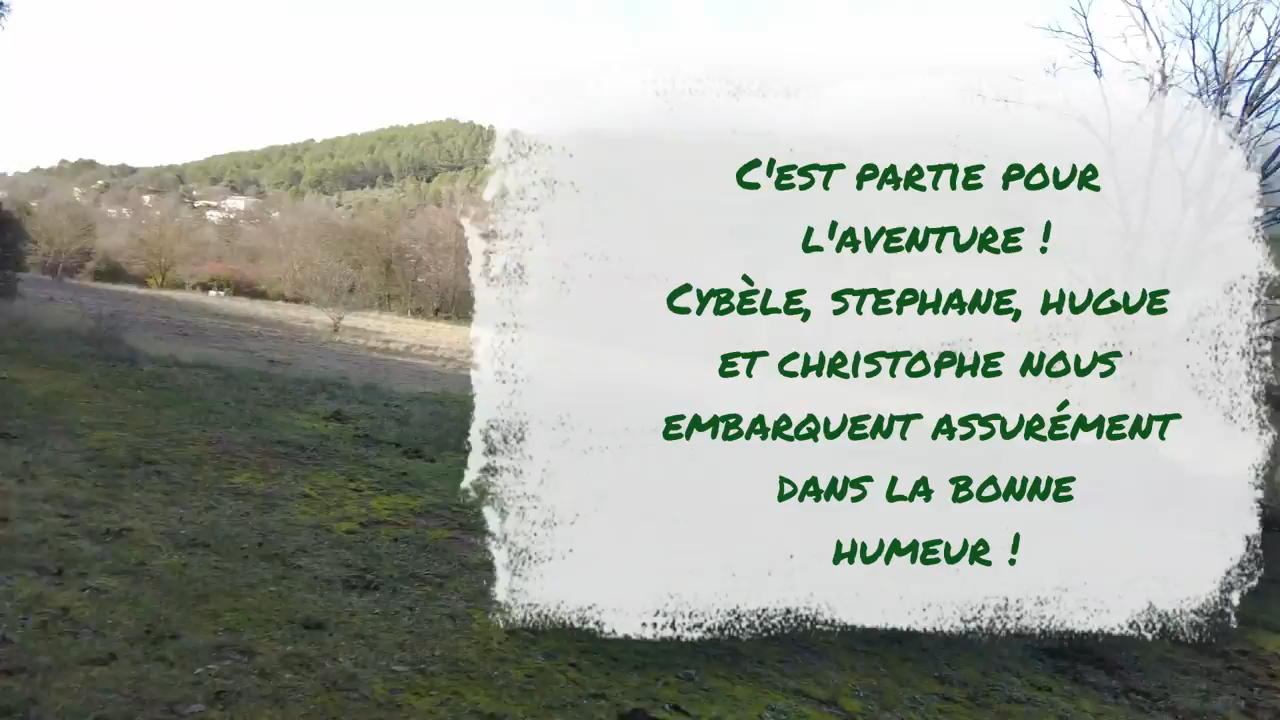 C'EST PARTIE POUR
L'AVENTURE !
CYBÈLE, STEPHANE, HUGUE
ET CHRISTOPHE NOUS
EMBARQUENT ASSURÉMENT
DANS LA BONNE
HUMEUR !